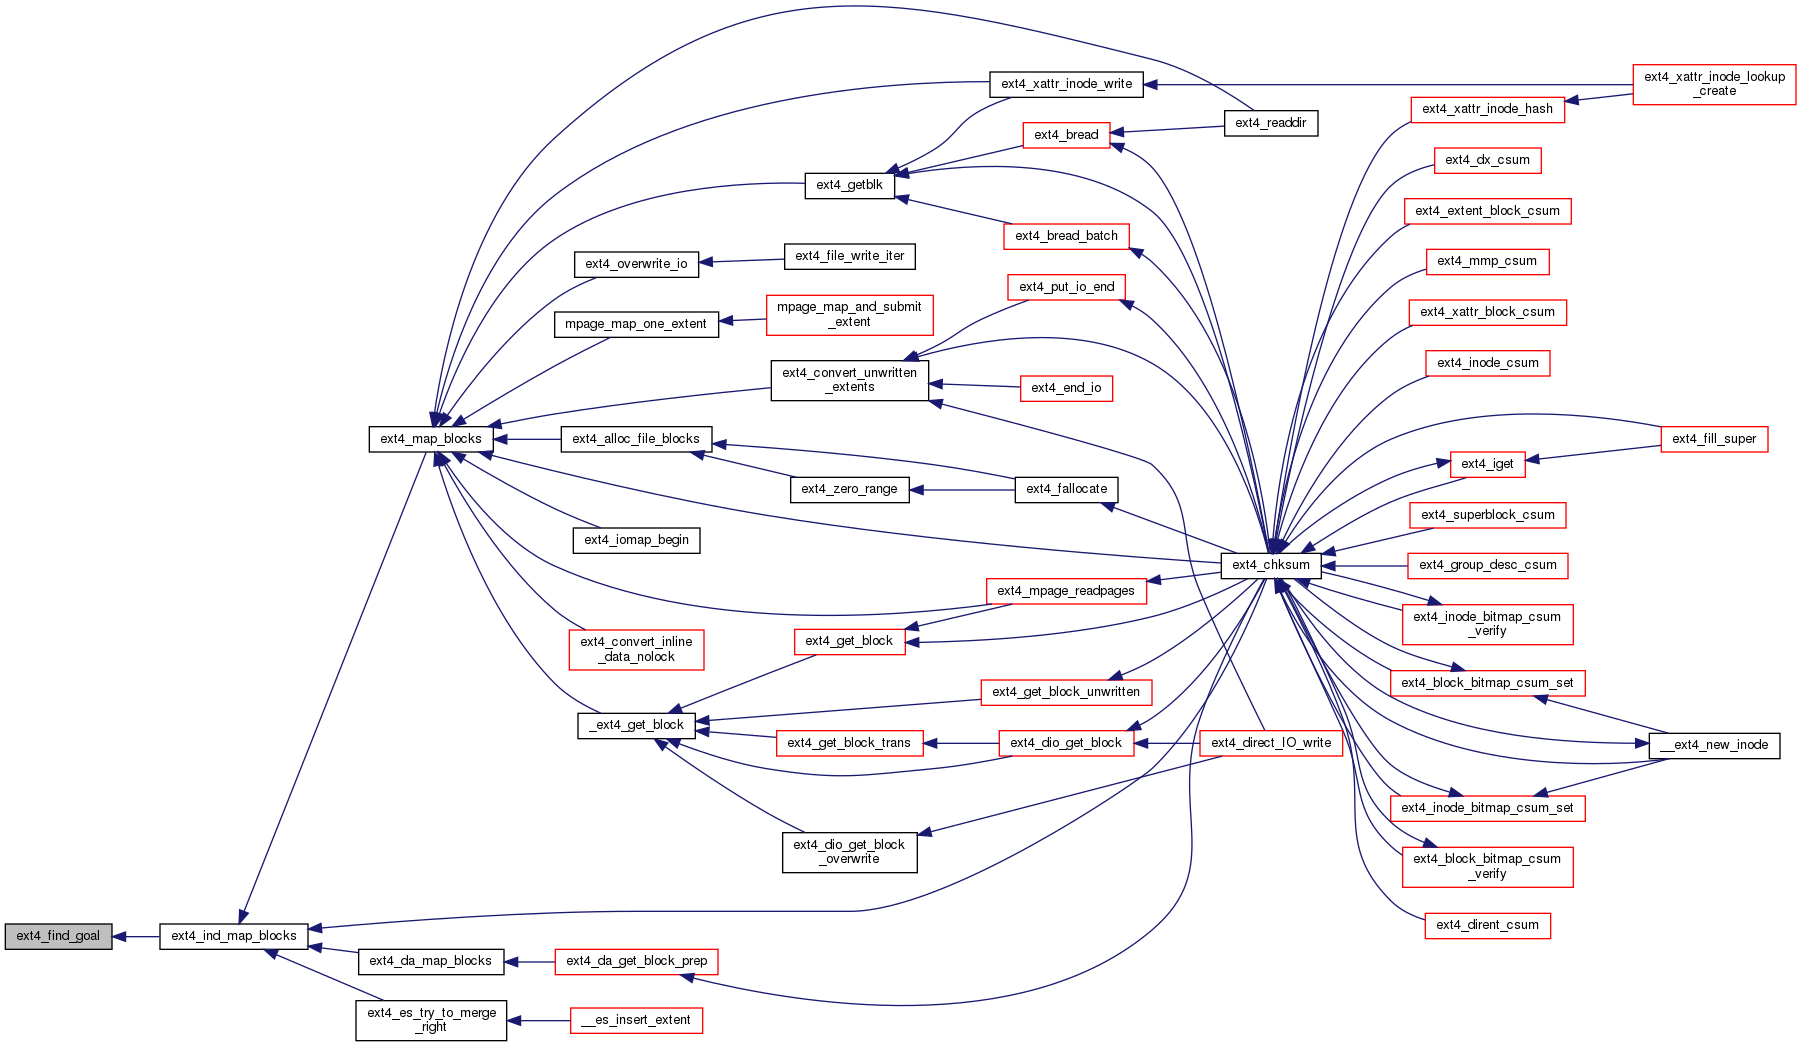 ext4_xattr_inode_write
ext4_xattr_inode_lookup
_create
ext4_xattr_inode_hash
ext4_readdir
ext4_bread
ext4_dx_csum
ext4_getblk
ext4_extent_block_csum
ext4_bread_batch
ext4_file_write_iter
ext4_overwrite_io
ext4_mmp_csum
ext4_put_io_end
mpage_map_and_submit
_extent
mpage_map_one_extent
ext4_xattr_block_csum
ext4_inode_csum
ext4_convert_unwritten
_extents
ext4_end_io
ext4_map_blocks
ext4_alloc_file_blocks
ext4_fill_super
ext4_iget
ext4_zero_range
ext4_fallocate
ext4_superblock_csum
ext4_iomap_begin
ext4_chksum
ext4_group_desc_csum
ext4_mpage_readpages
ext4_inode_bitmap_csum
_verify
ext4_convert_inline
_data_nolock
ext4_get_block
ext4_block_bitmap_csum_set
ext4_get_block_unwritten
_ext4_get_block
ext4_get_block_trans
ext4_dio_get_block
ext4_direct_IO_write
__ext4_new_inode
ext4_inode_bitmap_csum_set
ext4_dio_get_block
_overwrite
ext4_block_bitmap_csum
_verify
ext4_dirent_csum
ext4_find_goal
ext4_ind_map_blocks
ext4_da_map_blocks
ext4_da_get_block_prep
ext4_es_try_to_merge
_right
__es_insert_extent